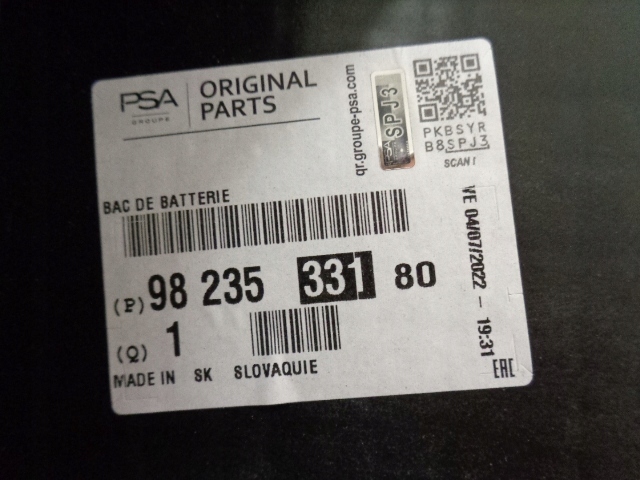 PSA
GROUPE
ORIGINAL
PARTS
qr.groupe-psa.com
SPJ3
PKBSYR
B8SPJ3
SCAN!
BAC DE BATTERIE
(P) 98 235 331 80
(Q) 1
MADE IN SK SLOVAQUIE
VE 04/07/2022 - 19:31
EAC